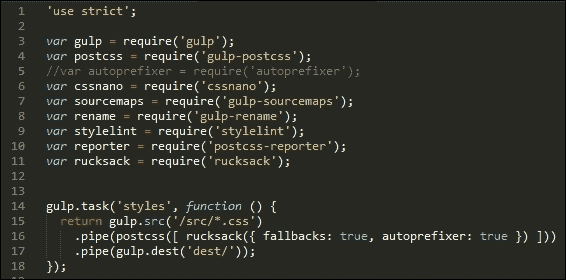 1 'use strict';
2
3 var gulp = require('gulp');
4 var postcss = require('gulp-postcss');
5 //var autoprefixer = require('autoprefixer');
6 var cssnano = require('cssnano');
7 var sourcemaps = require('gulp-sourcemaps');
8 var rename = require('gulp-rename');
9 var stylelint = require('stylelint');
10 var reporter = require('postcss-reporter');
11 var rucksack = require('rucksack');
12
13
14 gulp.task('styles', function () {
15 return gulp.src('/src/*.css')
16 .pipe(postcss([ rucksack({ fallbacks: true, autoprefixer: true }) ]))
17 .pipe(gulp.dest('dest/'));
18 });